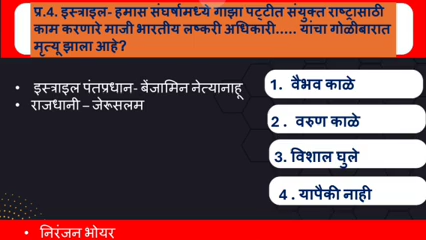 प्र.4. इस्त्राइल- हमास संघर्षामध्ये गाझा पट्टीत संयुक्त राष्ट्रासाठी
काम करणारे माजी भारतीय लष्करी अधिकारी..... यांचा गोळीबारात
मृत्यू झाला आहे?
• इस्त्राइल पंतप्रधान- बेंजामिन नेत्यानाहू
• राजधानी – जेरूसलम
1. वैभव काळे
2 . वरुण काळे
3. विशाल घुले
4 . यापैकी नाही
• निरंजन भोयर